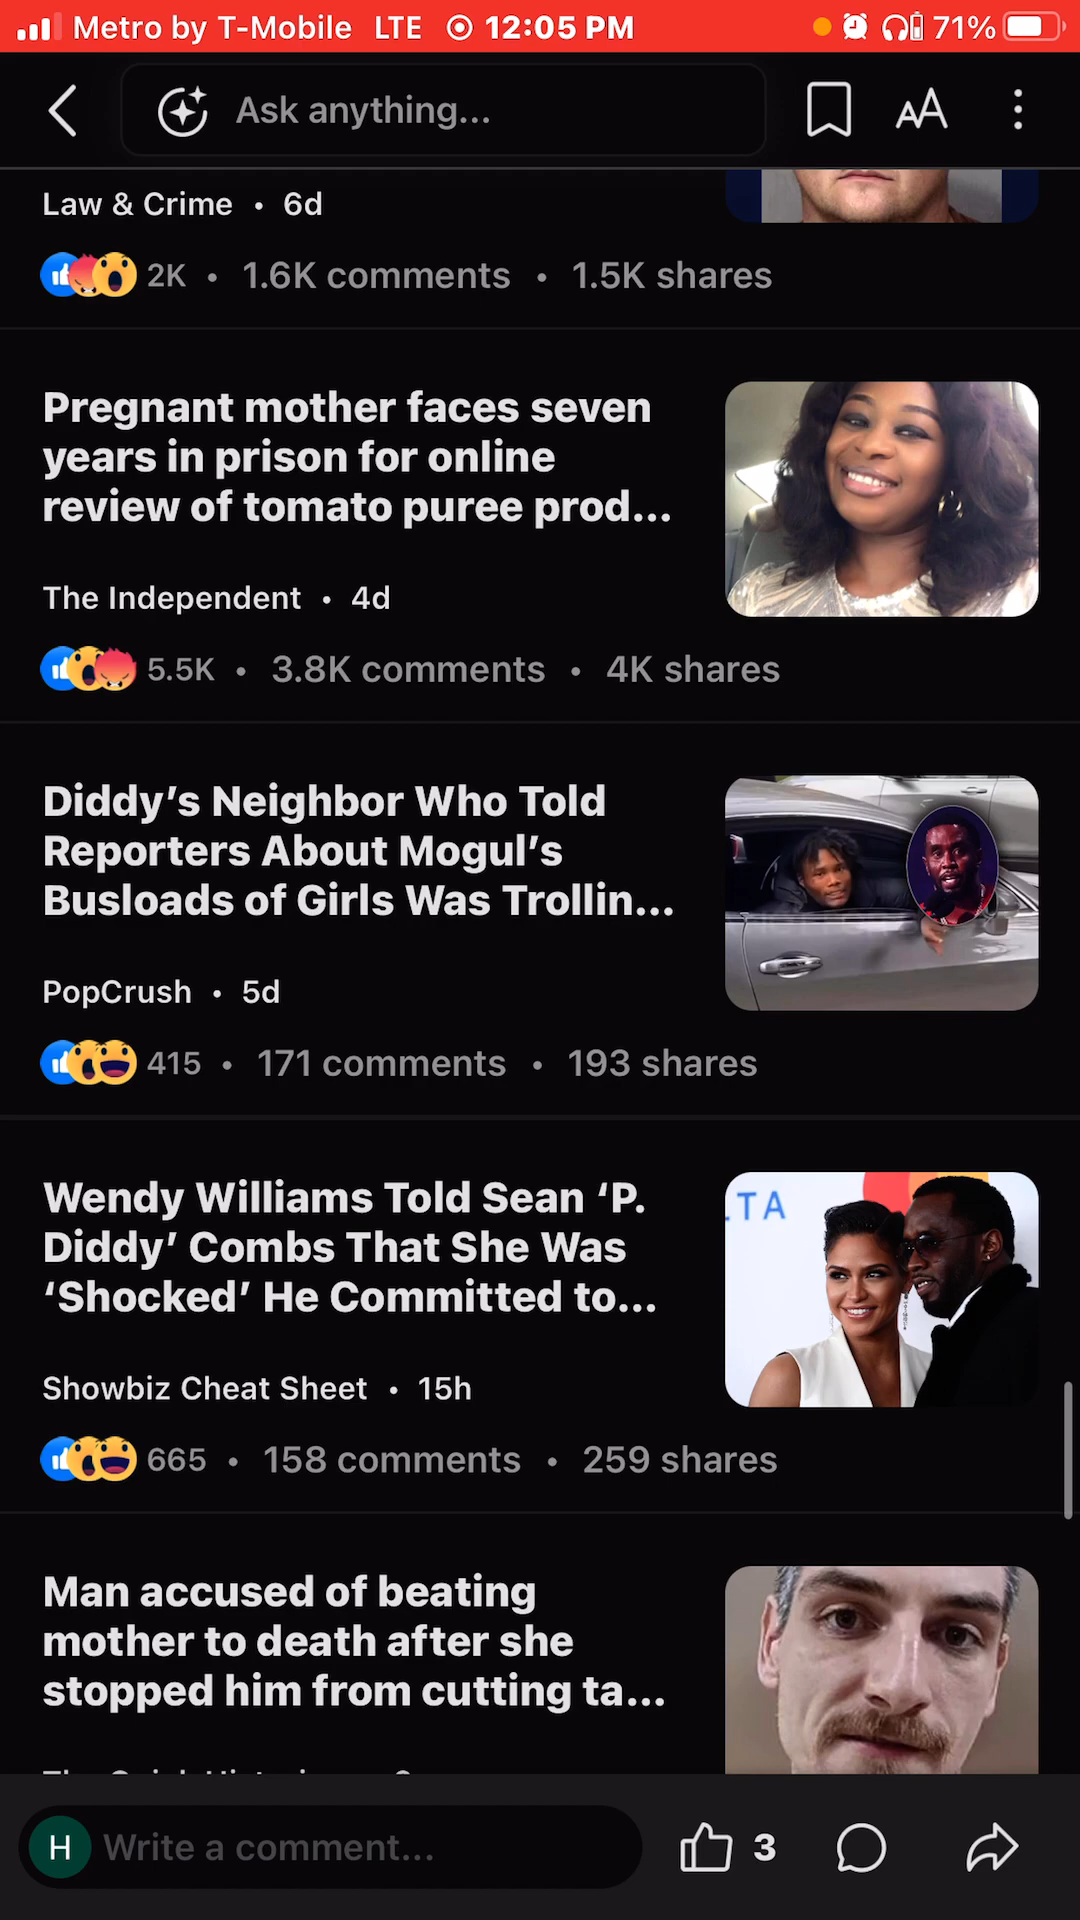 Metro by T-Mobile LTE 12:05 PM 71%
Ask anything... AA
Law & Crime • 6d
2K • 1.6K comments • 1.5K shares
Pregnant mother faces seven
years in prison for online
review of tomato puree prod...
The Independent • 4d
5.5K • 3.8K comments • 4K shares
Diddy’s Neighbor Who Told
Reporters About Mogul’s
Busloads of Girls Was Trollin...
PopCrush • 5d
415 • 171 comments • 193 shares
Wendy Williams Told Sean ‘P.
Diddy’ Combs That She Was
‘Shocked’ He Committed to...
TA
Showbiz Cheat Sheet • 15h
665 • 158 comments • 259 shares
Man accused of beating
mother to death after she
stopped him from cutting ta...
H Write a comment... 3